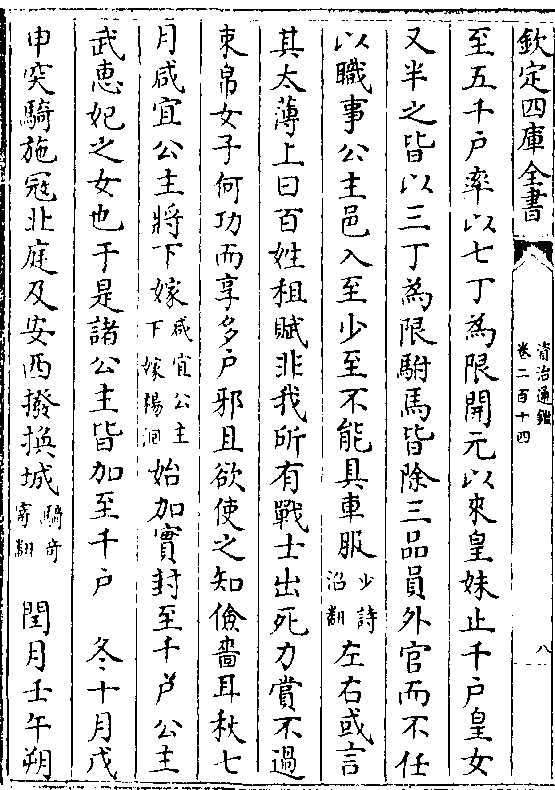 欽定四庫全書
資治通鑑
卷二百十四
八
至五千户率以七丁為限開元以來皇妹止千户皇女
又半之皆以三丁為限駙馬皆除三品員外官而不任
以職事公主邑入至少至不能具車服少詩沼翻左右或言
其太薄上曰百姓租賦非我所有戰士出死力賞不過
束帛女子何功而享多户邪且欲使之知儉嗇耳秋七
月咸宜公主將下嫁咸宜公主下嫁楊洄始加實封至千户公主
武惠妃之女也于是諸公主皆加至千户 冬十月戊
申突騎施寇北庭及安西撥換城騎奇寄翻 閏月壬午朔